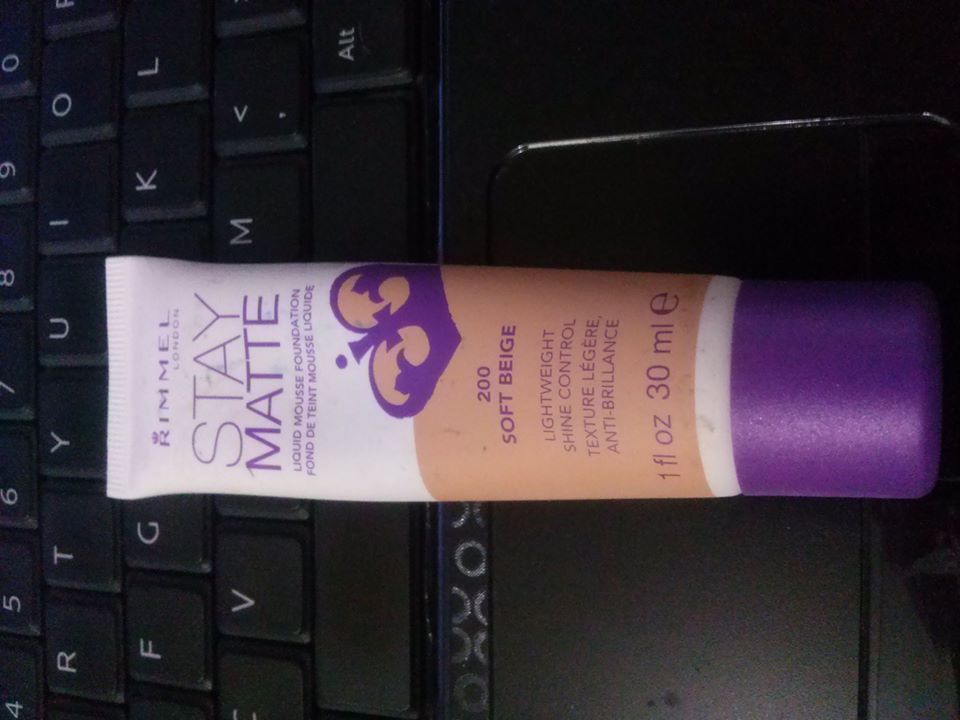 RIMMEL
LONDON
STAY
MATTE
LIQUID MOUSSE FOUNDATION
FOND DE TEINT MOUSSE LIQUIDE
200
SOFT BEIGE
LIGHTWEIGHT
SHINE CONTROL
TEXTURE LÉGÈRE,
ANTI-BRILLANCE
1 fl oz 30 ml e
4 5 6 7 8 9 0
R T Y U I O P
F G K L
V M < ,
Alt